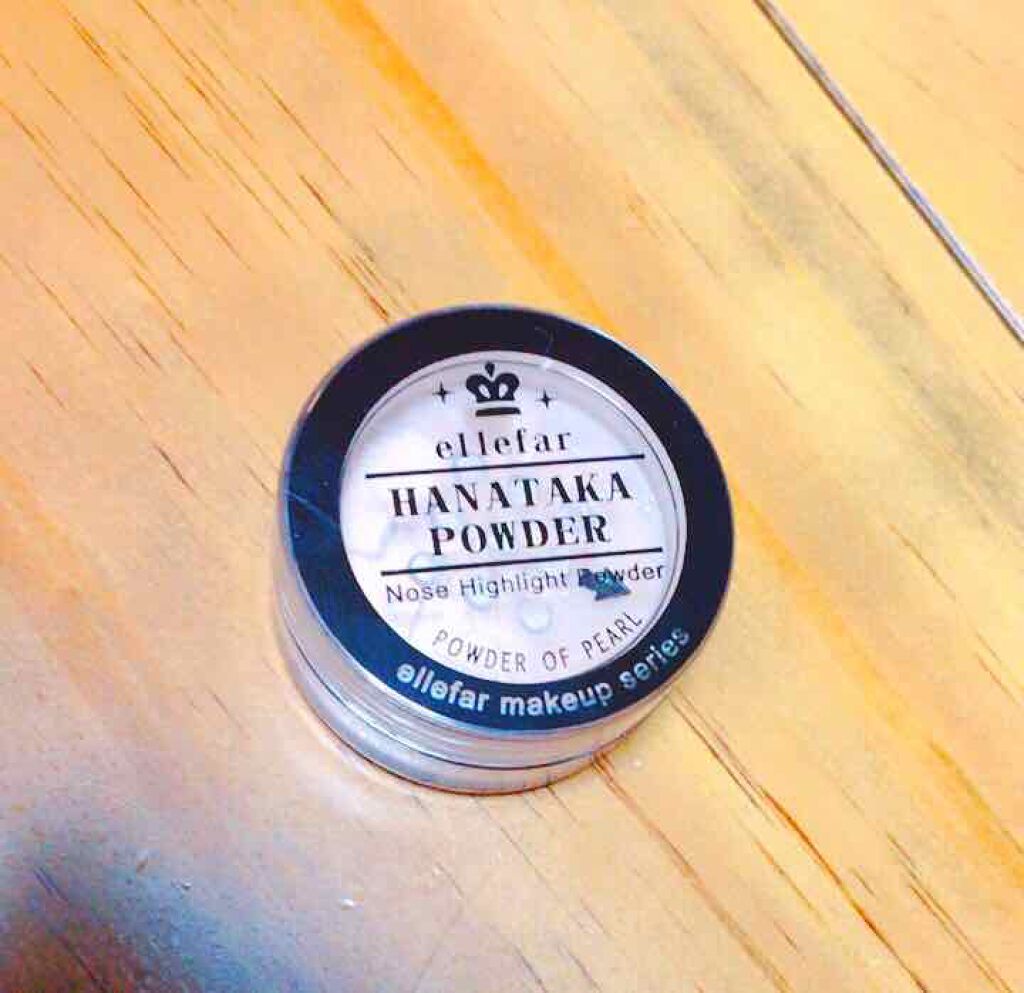 ellefar
HANATAKA
POWDER
Nose Highlight Powder
POWDER OF PEARL
ellefar makeup series